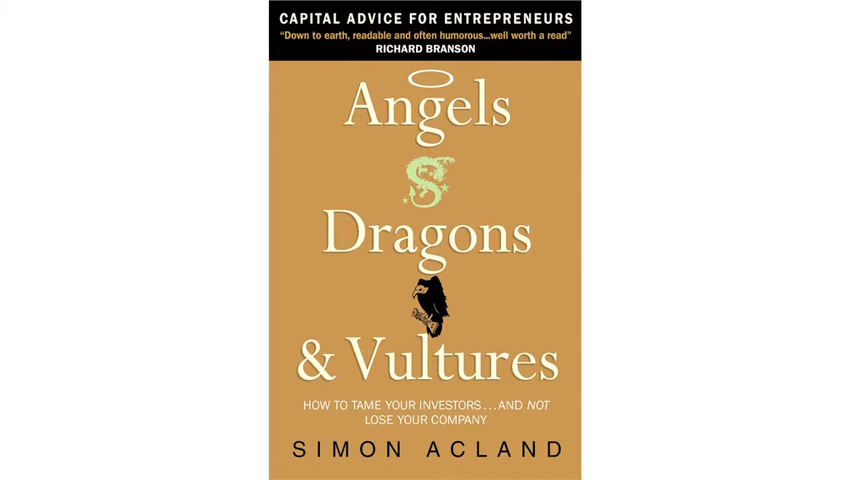 CAPITAL ADVICE FOR ENTREPRENEURS
“Down to earth, readable and often humorous...well worth a read”
RICHARD BRANSON
Angels
Dragons
& Vultures
HOW TO TAME YOUR INVESTORS...AND NOT
LOSE YOUR COMPANY
SIMON ACLAND